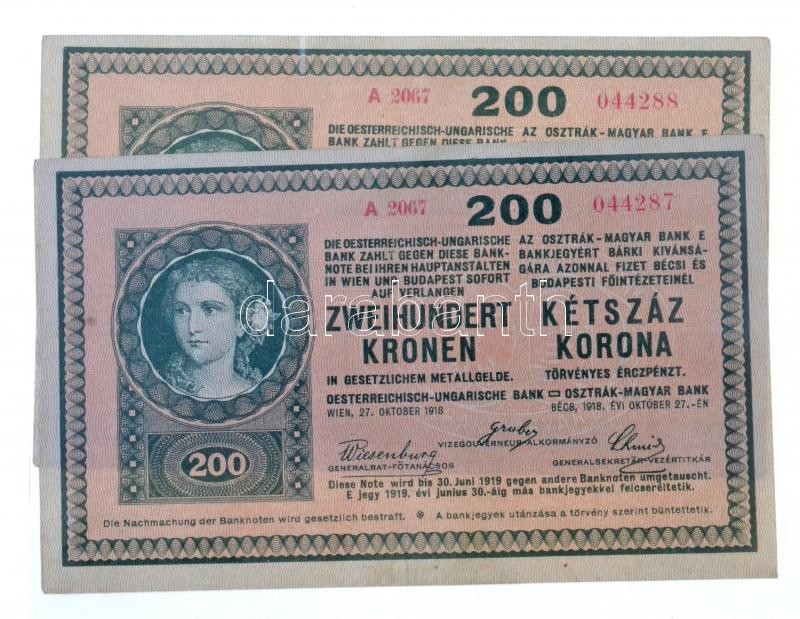 A 2067 200 044288
DIE OESTERREICHISCH-UNGARISCHE AZ OSZTRÁK-MAGYAR BANK E
BANK ZAHLT GEGEN DIESE BANK
A 2067 200 044287
DIE OESTERREICHISCH-UNGARISCHE AZ OSZTRÁK-MAGYAR BANK E
BANK ZAHLT GEGEN DIESE BANK- BANKJEGYÉRT BÁRKI KIVÁNSÁ-
NOTE BEI IHREN HAUPTANSTALTEN GÁRA AZONNAL FIZET BÉCSI ÉS
IN WIEN UND BUDAPEST SOFORT BUDAPESTI FŐINTÉZETEINÉL
AUF VERLANGEN
darabanth
ZWEIHUNDERT KÉTSZÁZ
KRONEN KORONA
IN GESETZLICHEM METALLGELDE. TÖRVÉNYES ÉRCZPÉNZT.
OESTERREICHISCH-UNGARISCHE BANK OSZTRÁK-MAGYAR BANK
WIEN, 27. OKTOBER 1918 BÉCS, 1918. ÉVI OKTÓBER 27.-ÉN
Gruber
VIZEGOUVERNEUR-ALKORMÁNYZÓ
Wiesenburg Schmid
GENERALRAT-FŐTANÁCSOS GENERALSEKRETÄR-VEZÉRTITKÁR
200
Diese Note wird bis 30. Juni 1919 gegen andere Banknoten umgetauscht.
E jegy 1919. évi junius 30.-áig más bankjegyekkel felcseréltetik.
Die Nachmachung der Banknoten wird gesetzlich bestraft. ※ A bankjegyek utánzása a törvény szerint büntettetik.